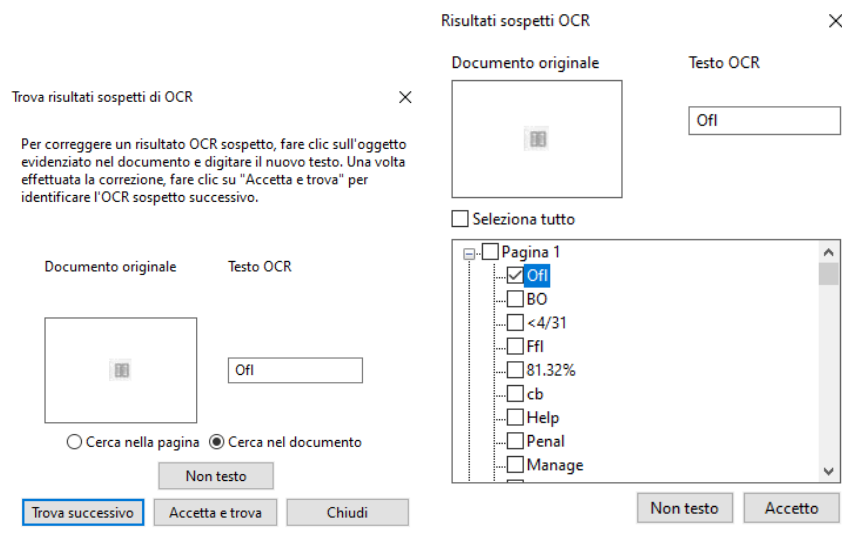 Trova risultati sospetti di OCR
Per correggere un risultato OCR sospetto, fare clic sull'oggetto
evidenziato nel documento e digitare il nuovo testo. Una volta
effettuata la correzione, fare clic su "Accetta e trova" per
identificare l'OCR sospetto successivo.
Documento originale
Testo OCR
Ofl
Cerca nella pagina
Cerca nel documento
Non testo
Trova successivo
Accetta e trova
Chiudi
Risultati sospetti OCR
Documento originale
Testo OCR
Ofl
Seleziona tutto
Pagina 1
Ofl
BO
<4/31
Ffl
81.32%
cb
Help
Penal
Manage
Non testo
Accetto